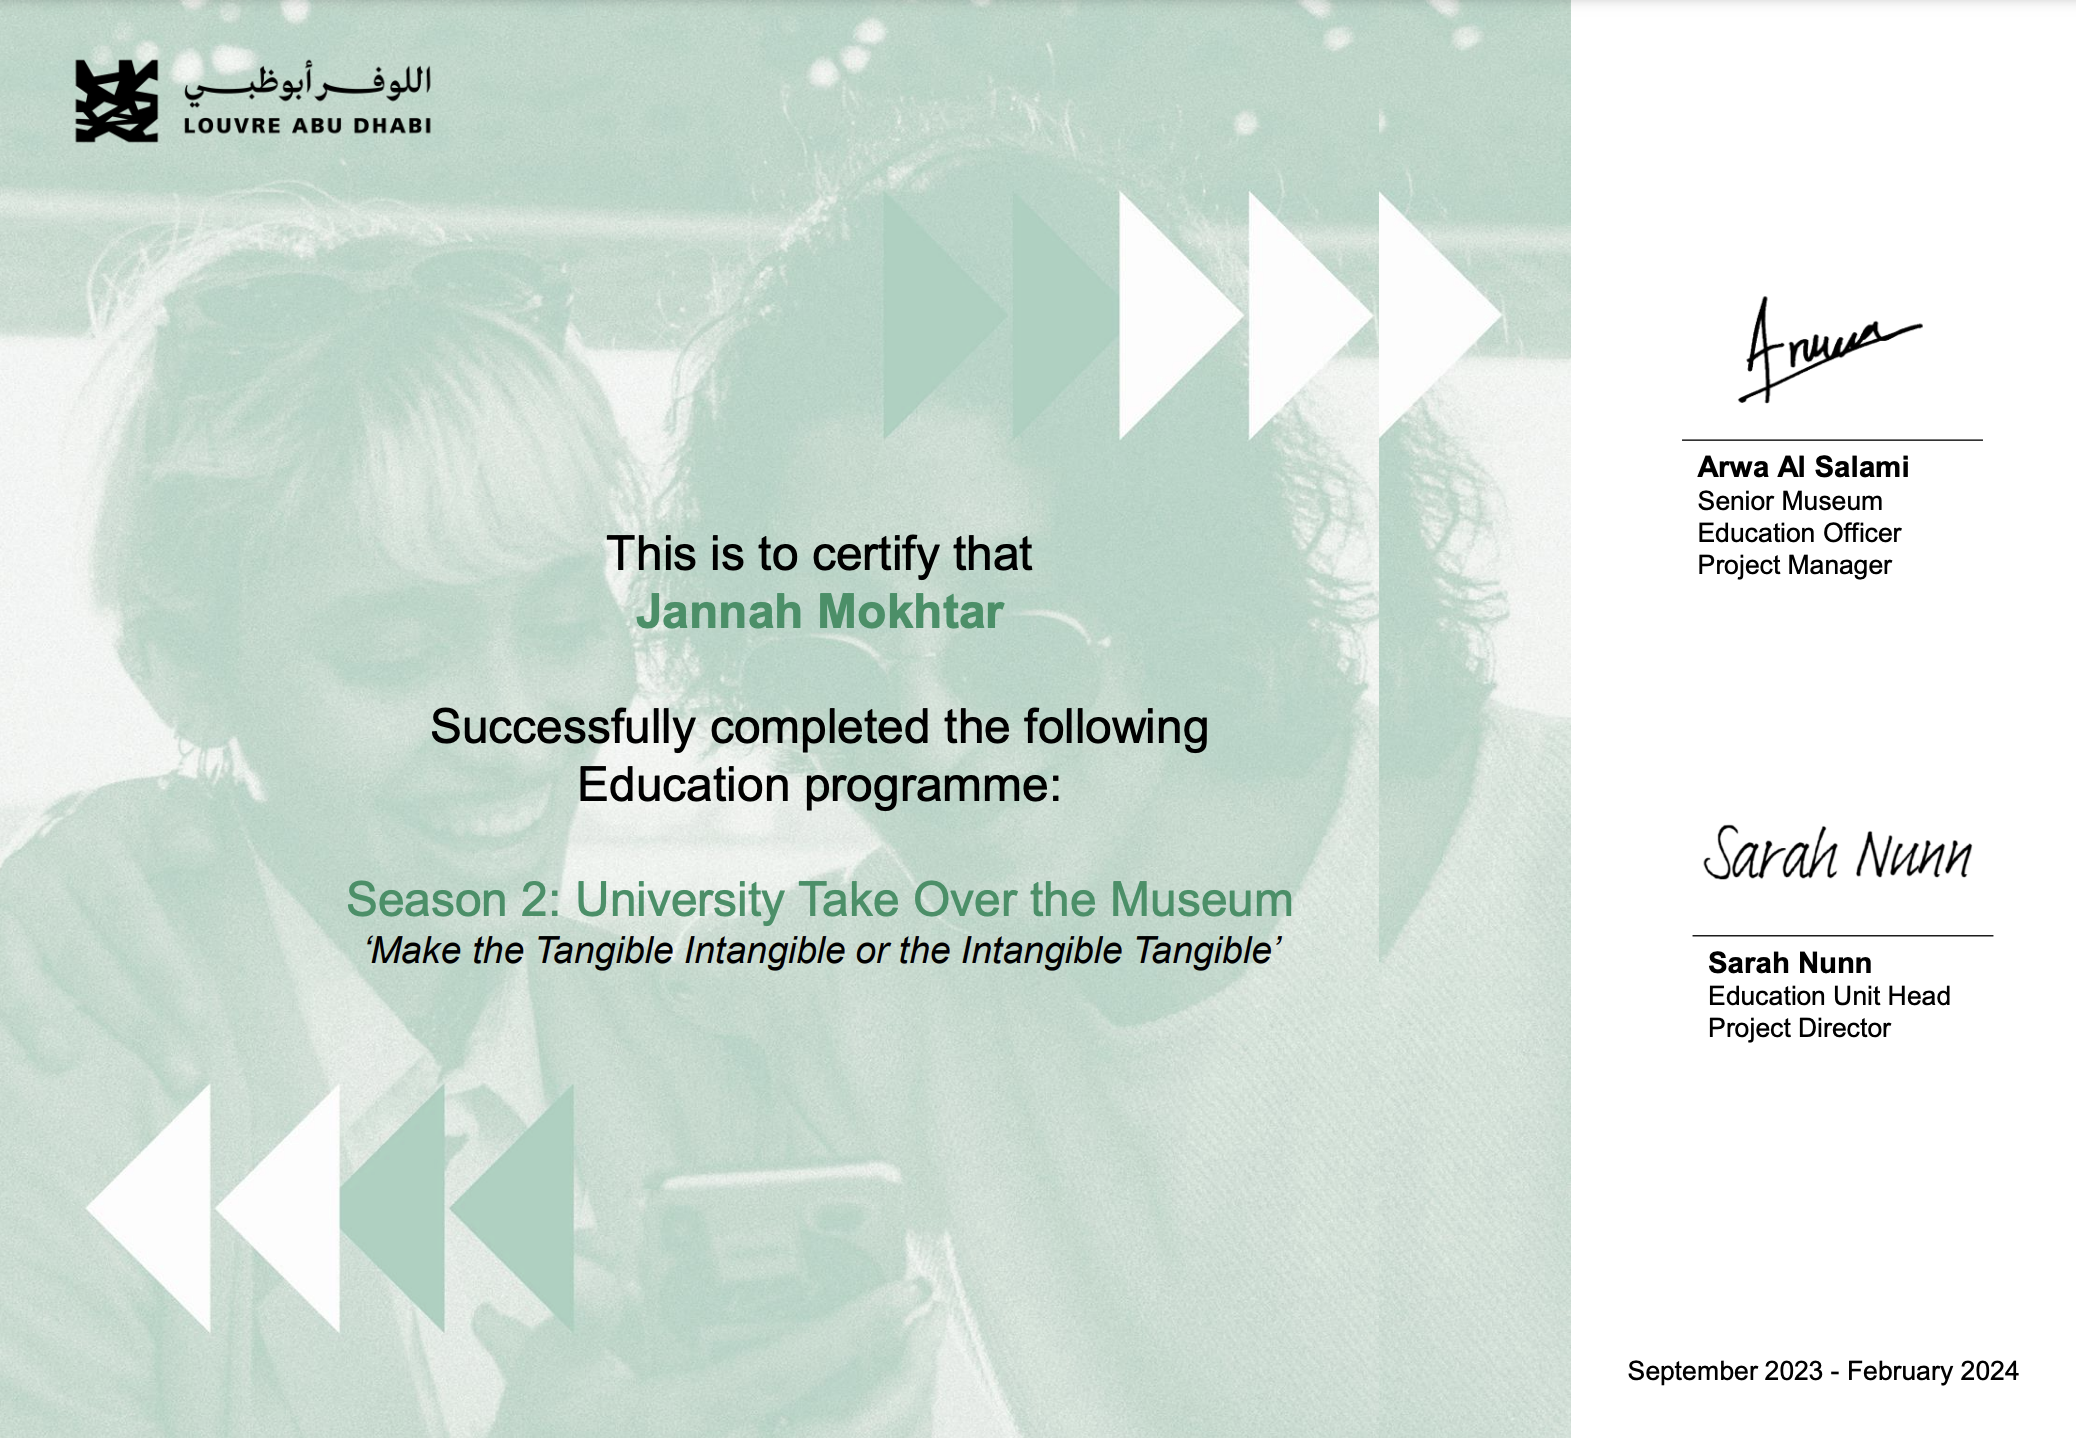 اللوفر أبوظبي
LOUVRE ABU DHABI
This is to certify that
Jannah Mokhtar
Successfully completed the following
Education programme:
Season 2: University Take Over the Museum
‘Make the Tangible Intangible or the Intangible Tangible’
Arwa
Arwa Al Salami
Senior Museum
Education Officer
Project Manager
Sarah Nunn
Sarah Nunn
Education Unit Head
Project Director
September 2023 - February 2024